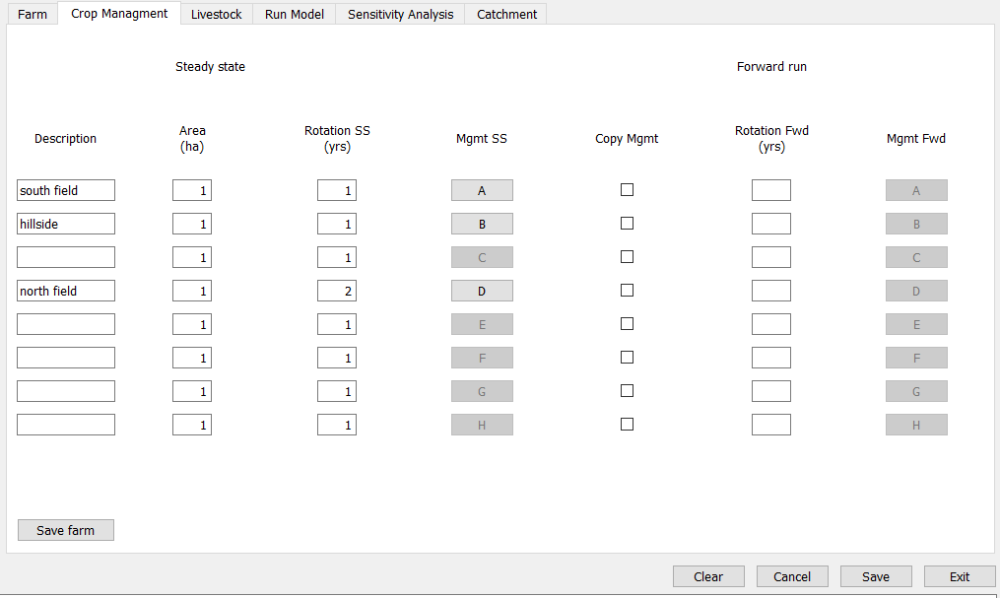 Farm Crop Managment Livestock Run Model Sensitivity Analysis Catchment
Steady state Forward run
Description Area (ha) Rotation SS (yrs) Mgmt SS Copy Mgmt Rotation Fwd (yrs) Mgmt Fwd
south field 1 1 A A
hillside 1 1 B B
1 1 C C
north field 1 2 D D
1 1 E E
1 1 F F
1 1 G G
1 1 H H
Save farm
Clear Cancel Save Exit